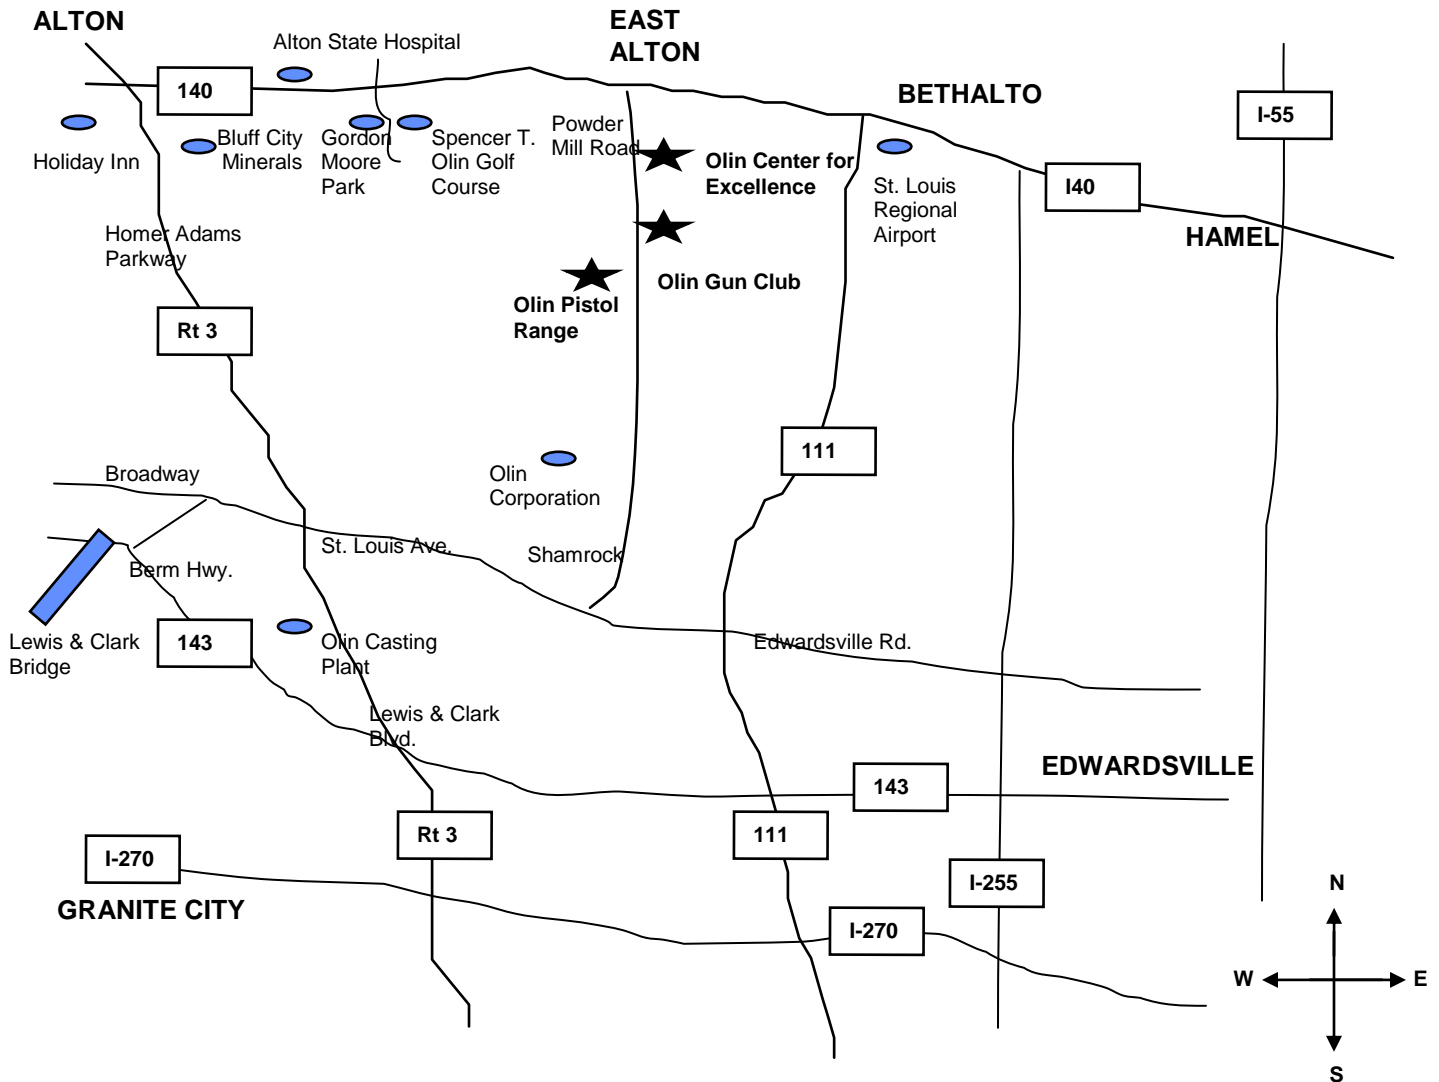 ALTON
EAST
ALTON
Alton State Hospital
140
BETHALTO
I-55
Holiday Inn
Bluff City
Minerals
Gordon
Moore
Park
Spencer T.
Olin Golf
Course
Powder
Mill Road
Olin Center for
Excellence
St. Louis
Regional
Airport
I40
HAMEL
Homer Adams
Parkway
Olin Gun Club
Olin Pistol
Range
Rt 3
111
Broadway
Olin
Corporation
St. Louis Ave.
Shamrock
Berm Hwy.
Lewis & Clark
Bridge
143
Olin Casting
Plant
Edwardsville Rd.
Lewis & Clark
Blvd.
EDWARDSVILLE
143
I-270
Rt 3
111
I-255
GRANITE CITY
I-270
N
W
E
S